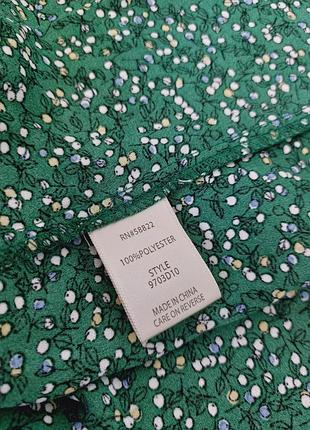 RN#58822
100%POLYESTER
STYLE
9703D10
MADE IN CHINA
CARE ON REVERSE